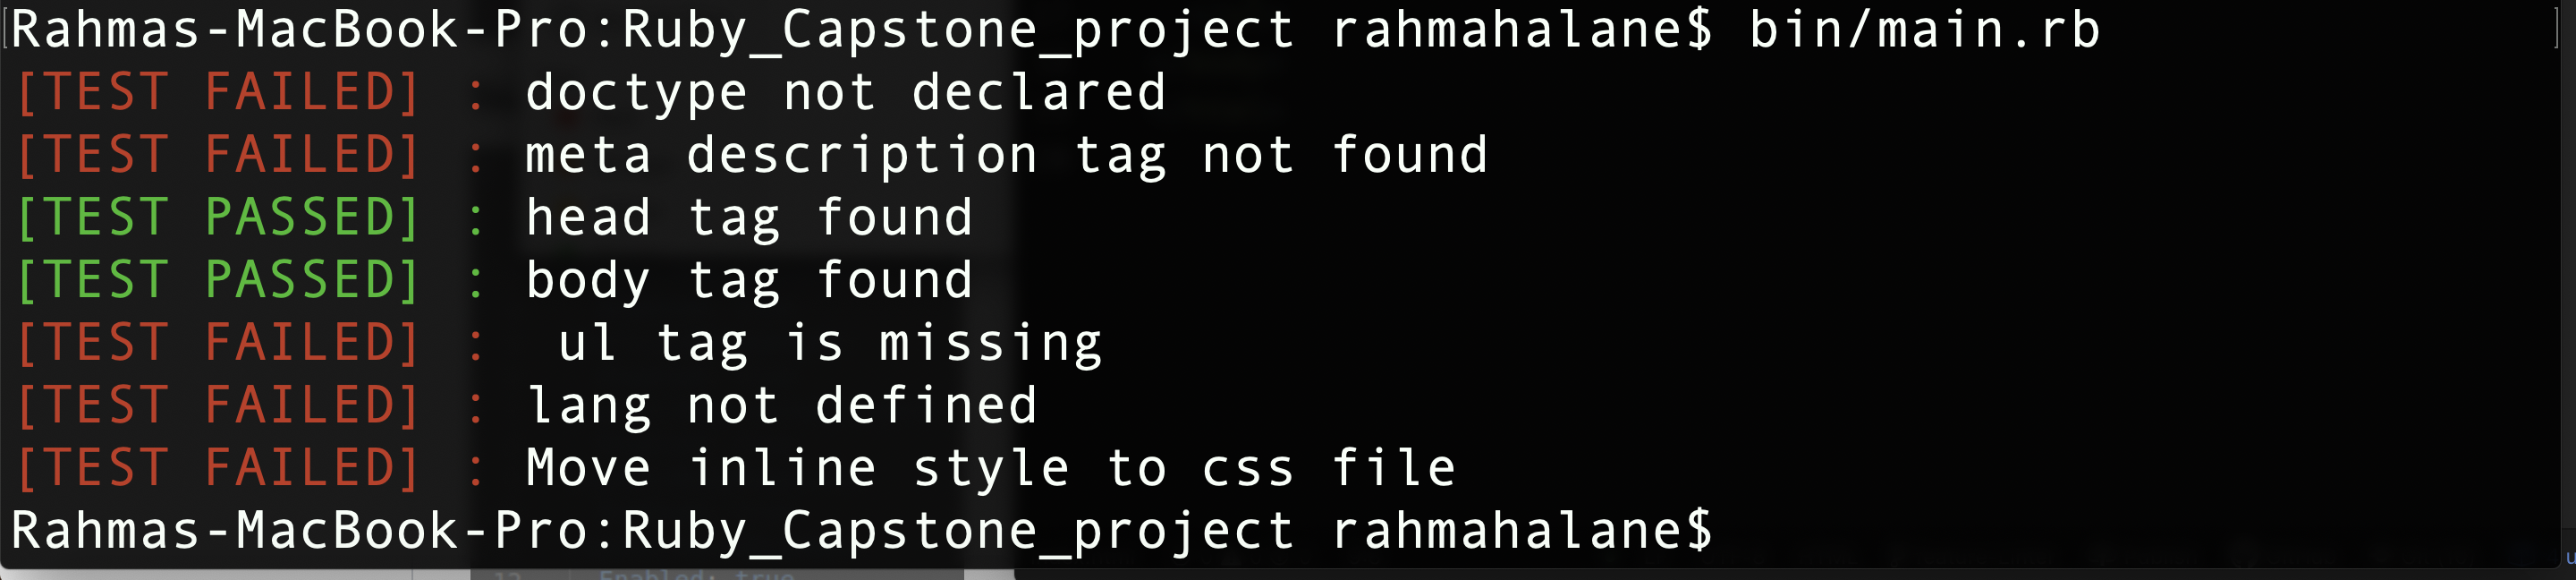 [Rahmas-MacBook-Pro:Ruby_Capstone_project rahmahalane$ bin/main.rb ]
[TEST FAILED] : doctype not declared
[TEST FAILED] : meta description tag not found
[TEST PASSED] : head tag found
[TEST PASSED] : body tag found
[TEST FAILED] :  ul tag is missing
[TEST FAILED] : lang not defined
[TEST FAILED] : Move inline style to css file
Rahmas-MacBook-Pro:Ruby_Capstone_project rahmahalane$
Enabled: true